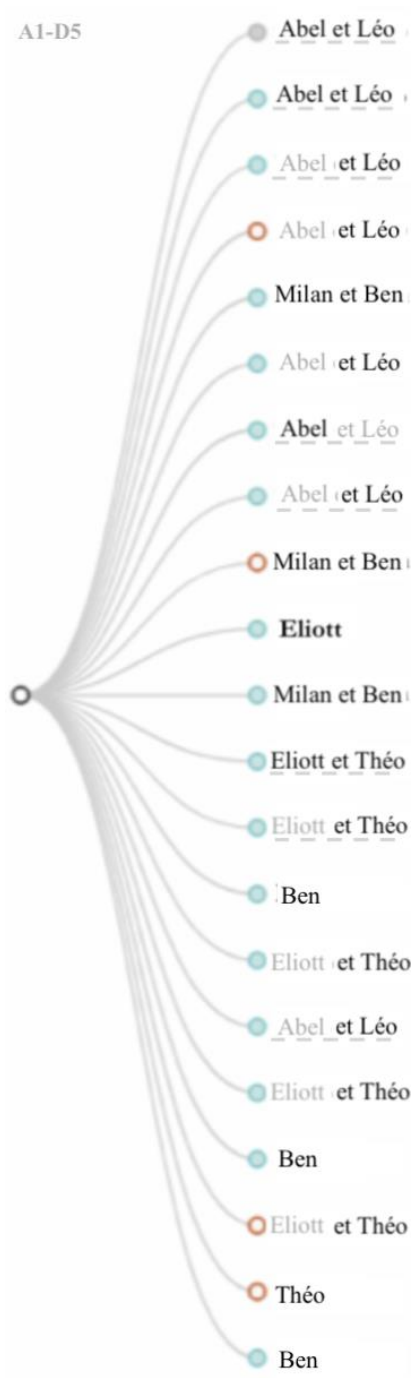 A1-D5
Abel et Léo
Abel et Léo
Abel et Léo
Abel et Léo
Milan et Ben
Abel et Léo
Abel et Léo
Abel et Léo
Milan et Ben
Eliott
Milan et Ben
Eliott et Théo
Eliott et Théo
Ben
Eliott et Théo
Abel et Léo
Eliott et Théo
Ben
Eliott et Théo
Théo
Ben